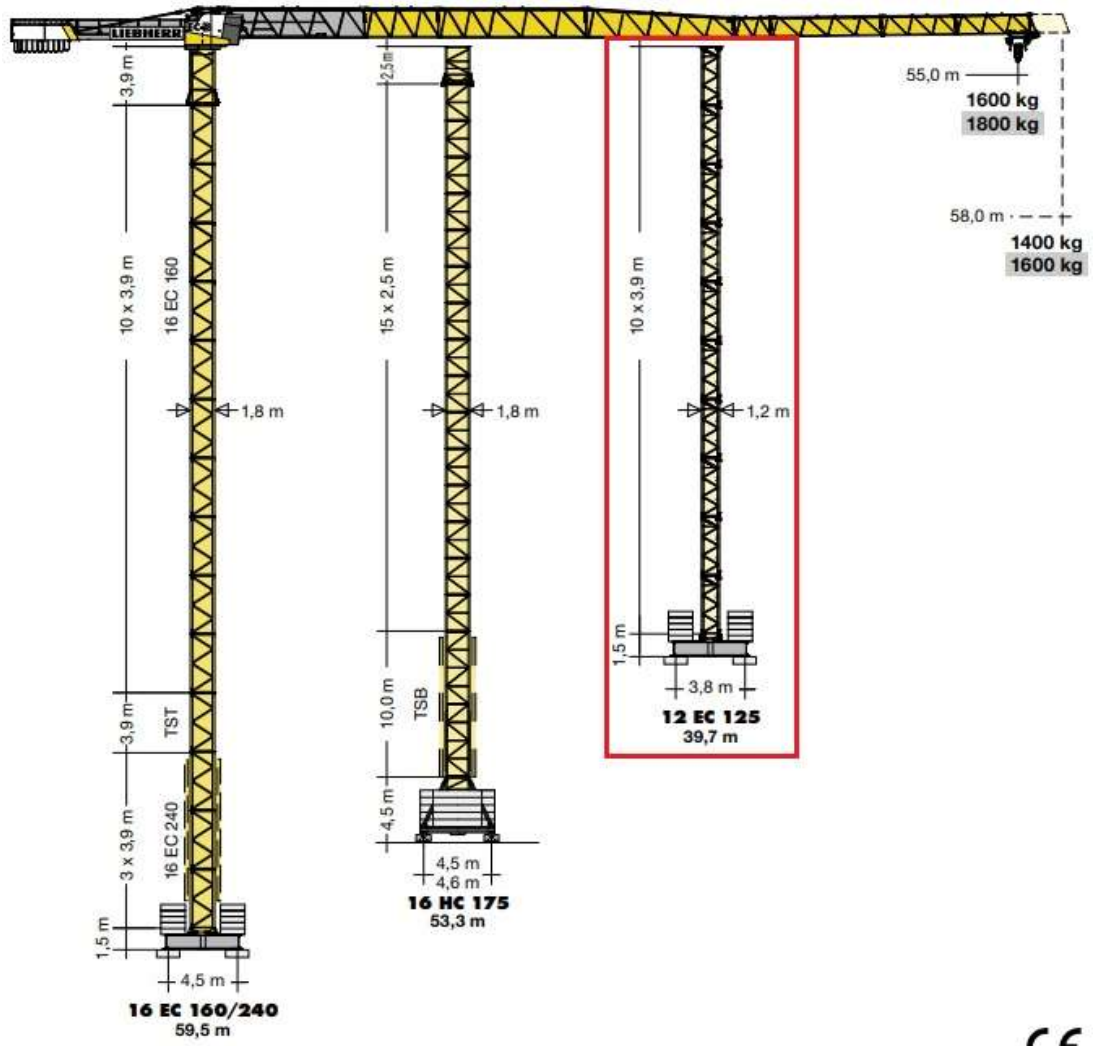 LIEBHERR
55,0 m
1600 kg
1800 kg
58,0 m
1400 kg
1600 kg
3,9 m
10 x 3,9 m
16 EC 160
1,8 m
3,9 m
TST
3 x 3,9 m
16 EC 240
1,5 m
4,5 m
16 EC 160/240
59,5 m
2,5 m
15 x 2,5 m
1,8 m
10,0 m
TSB
4,5 m
4,5 m
4,6 m
16 HC 175
53,3 m
10 x 3,9 m
1,2 m
1,5 m
3,8 m
12 EC 125
39,7 m